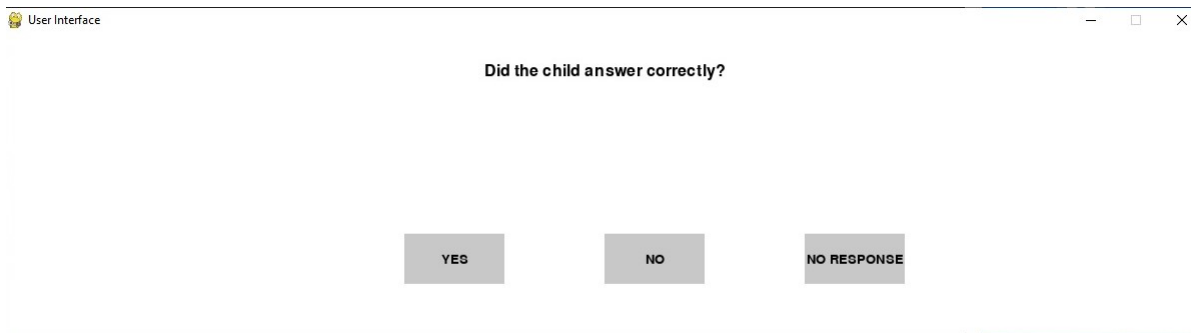 User Interface
Did the child answer correctly?
YES NO NO RESPONSE